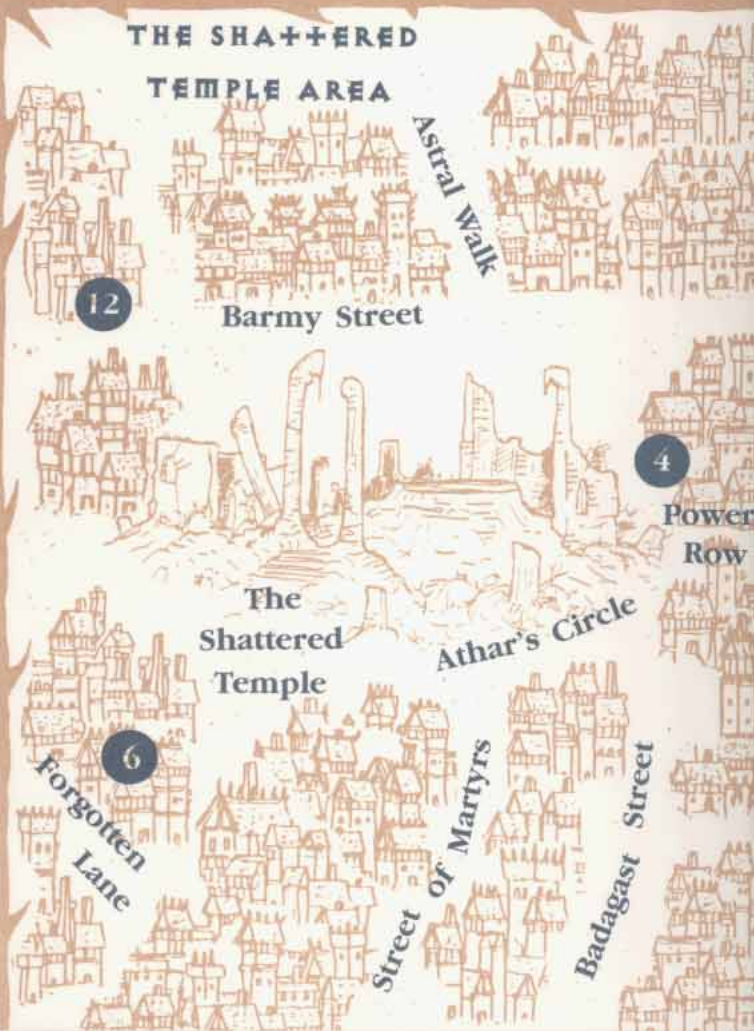 THE SHATTERED
TEMPLE AREA
Astral Walk
12
Barmy Street
4
Power
Row
The
Shattered
Temple
Athar's Circle
6
Forgotten
Lane
Street of Martyrs
Badagast Street